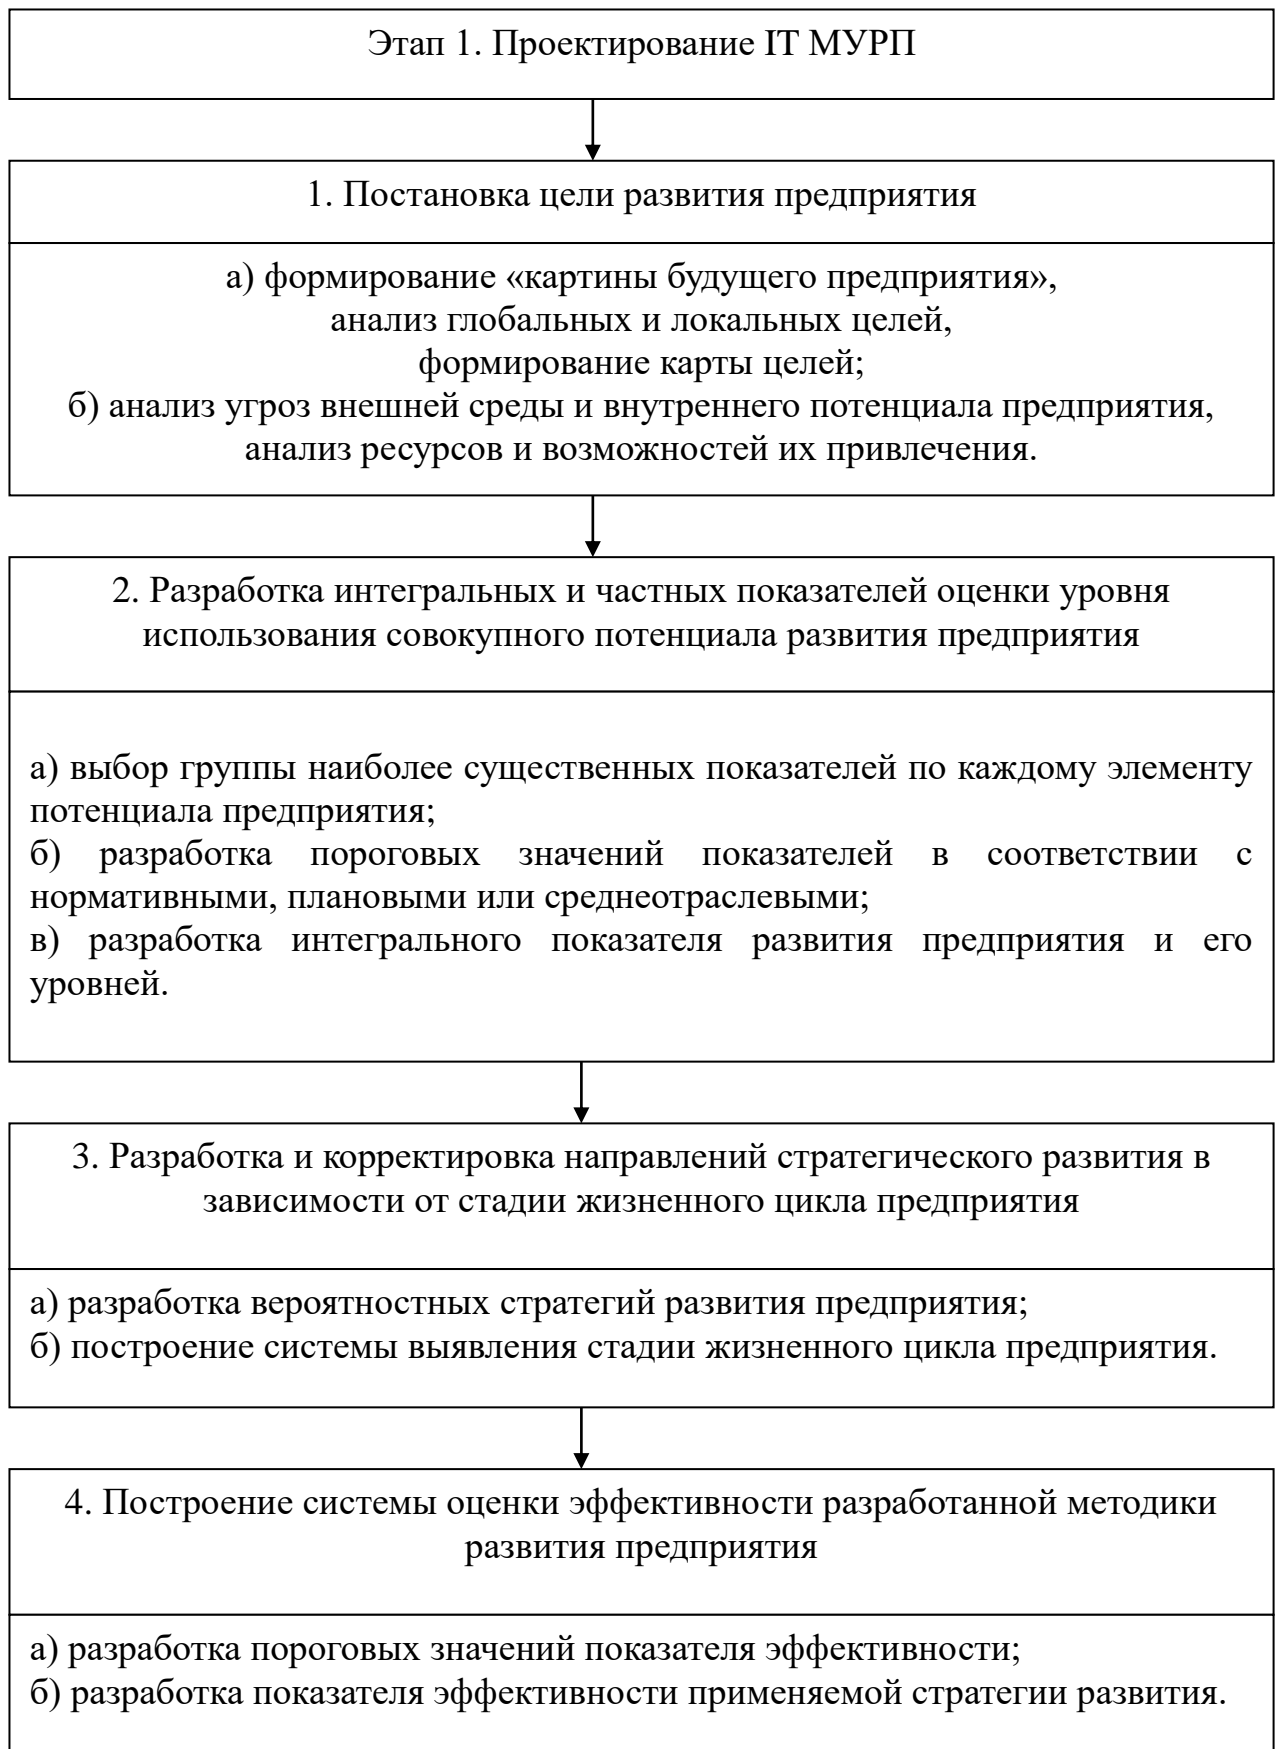 Этап 1. Проектирование IT МУРП
1. Постановка цели развития предприятия
а) формирование «картины будущего предприятия»,
анализ глобальных и локальных целей,
формирование карты целей;
б) анализ угроз внешней среды и внутреннего потенциала предприятия,
анализ ресурсов и возможностей их привлечения.
2. Разработка интегральных и частных показателей оценки уровня
использования совокупного потенциала развития предприятия
а) выбор группы наиболее существенных показателей по каждому элементу
потенциала предприятия;
б) разработка пороговых значений показателей в соответствии с
нормативными, плановыми или среднеотраслевыми;
в) разработка интегрального показателя развития предприятия и его
уровней.
3. Разработка и корректировка направлений стратегического развития в
зависимости от стадии жизненного цикла предприятия
а) разработка вероятностных стратегий развития предприятия;
б) построение системы выявления стадии жизненного цикла предприятия.
4. Построение системы оценки эффективности разработанной методики
развития предприятия
а) разработка пороговых значений показателя эффективности;
б) разработка показателя эффективности применяемой стратегии развития.